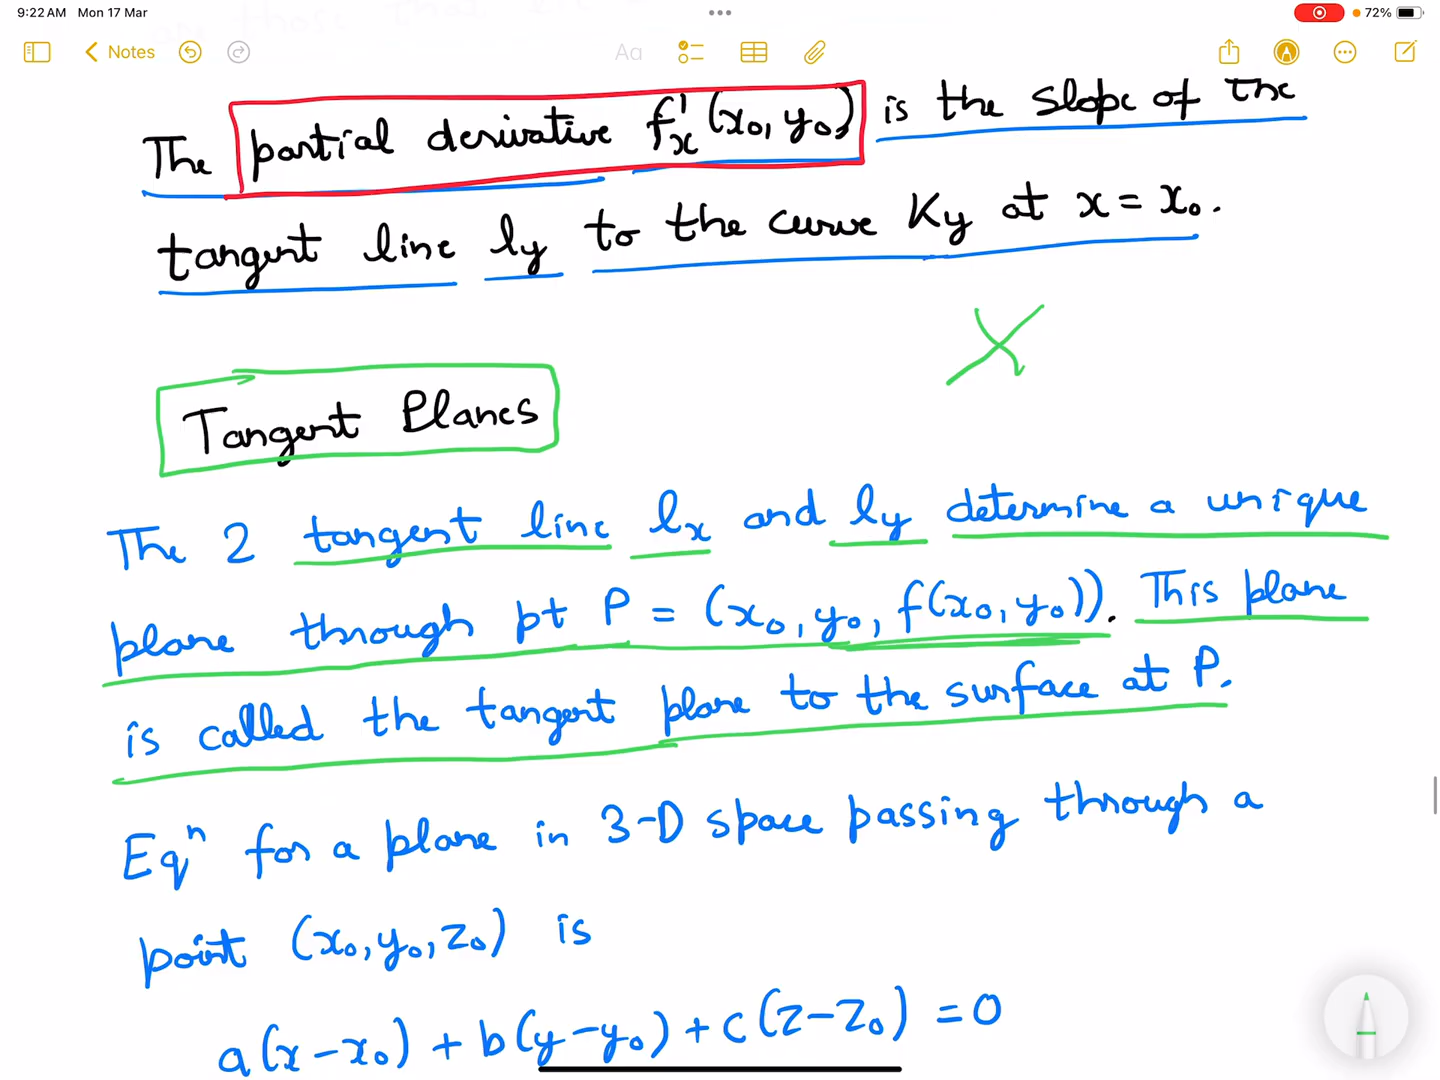 9:22 AM Mon 17 Mar
72%
Notes
Aa
The partial derivative f'x (x₀, y₀) is the slope of the
tangent line ly to the curve Ky at x = x₀.
Tangent Planes
The 2 tangent line lx and ly determine a unique
plane through pt P = (x₀, y₀, f(x₀, y₀)). This plane
is called the tangent plane to the surface at P.
Eqⁿ for a plane in 3-D space passing through a
point (x₀, y₀, z₀) is
a(x-x₀) + b(y-y₀) + c(z-z₀) = 0